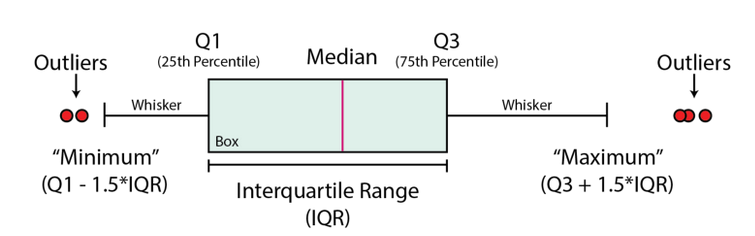 Q1
(25th Percentile)
Median
Q3
(75th Percentile)
Outliers
Outliers
Whisker
Whisker
Box
“Minimum”
(Q1 - 1.5*IQR)
“Maximum”
(Q3 + 1.5*IQR)
Interquartile Range
(IQR)